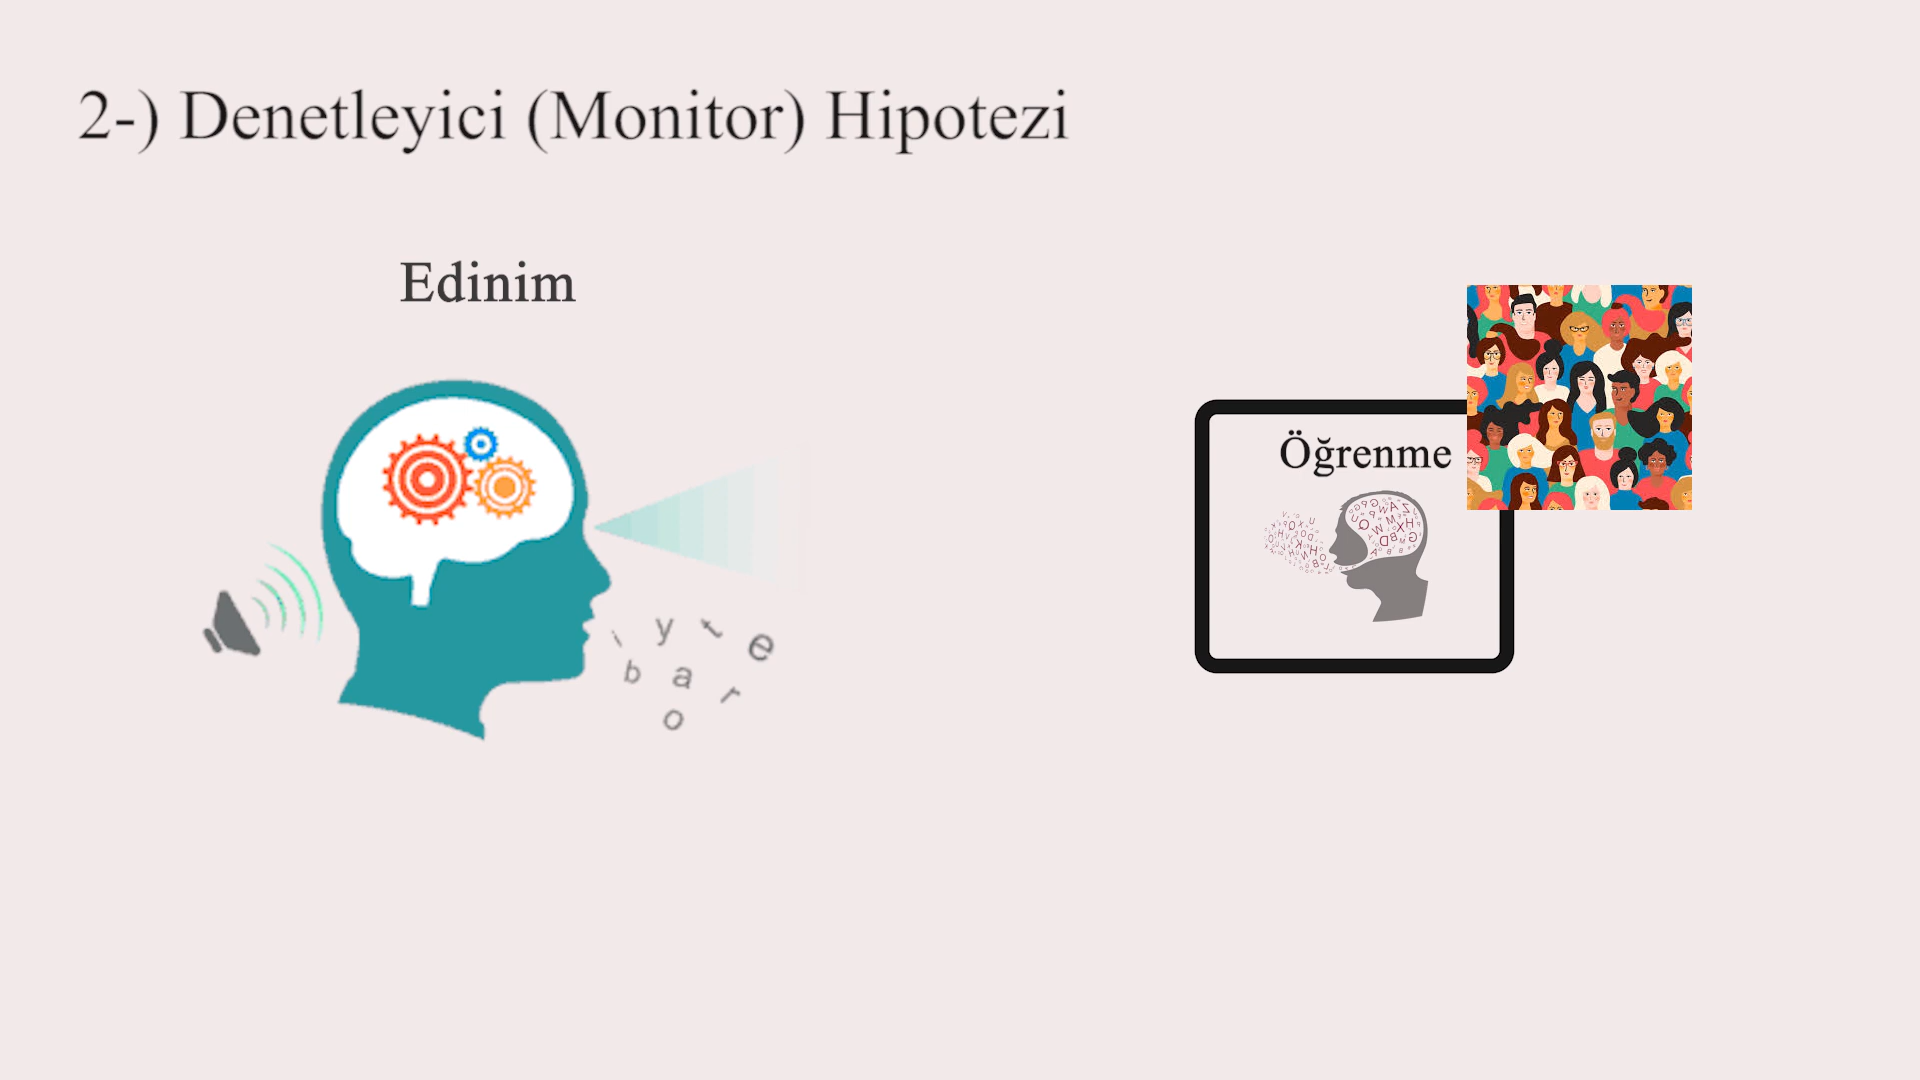 2-) Denetleyici (Monitor) Hipotezi
Edinim
Öğrenme
i y t e
b a r
o